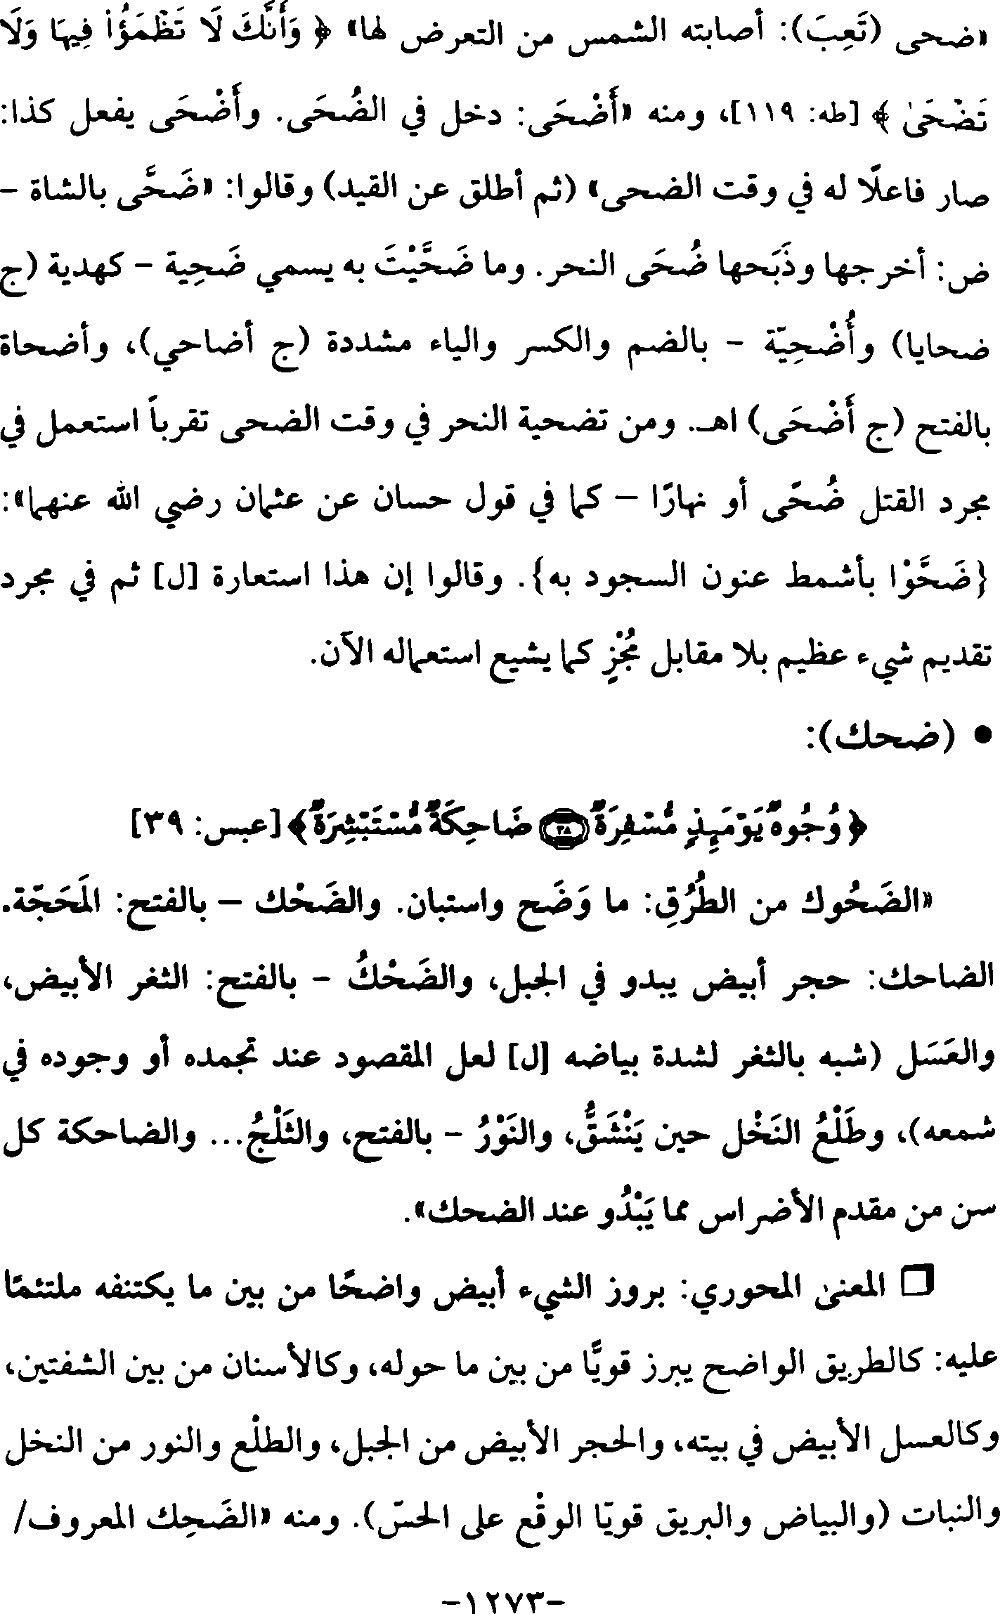 «ضحى (تَعِبَ): أصابته الشمس من التعرض لها» ﴿ وَأَنَّكَ لَا تَظْمَؤُا۟ فِيهَا وَلَا
تَضْحَىٰ ﴾ [طه: ١١٩]، ومنه «أَضْحَى: دخل في الضُحَى. وأَضْحَى يفعل كذا:
صار فاعلًا له في وقت الضحى» (ثم أطلق عن القيد) وقالوا: «ضَحَّى بالشاة –
ض: أخرجها وذَبَحها ضُحَى النحر. وما ضَحَّيْتَ به يسمي ضَحِية – كهدية (ج
ضحايا) وأُضْحِيّة – بالضم والكسر والياء مشددة (ج أضاحي)، وأضحاة
بالفتح (ج أَضْحَى) اهـ. ومن تضحية النحر في وقت الضحى تقرباً استعمل في
مجرد القتل ضُحًى أو نهارًا – كما في قول حسان عن عثمان رضي الله عنهما»:
{ضَحَّوْا بأشمط عنون السجود به}. وقالوا إن هذا استعارة [ل] ثم في مجرد
تقديم شيء عظيم بلا مقابل مُجْزٍ كما يشيع استعماله الآن.
• (ضحك):
﴿ وُجُوهٌ يَوْمَئِذٍ مُّسْفِرَةٌ ٣٨ ضَاحِكَةٌ مُّسْتَبْشِرَةٌ ﴾ [عبس: ٣٩]
«الضَحُوك من الطُرُقِ: ما وَضَح واستبان. والضَحْك – بالفتح: المَحَجّة.
الضاحك: حجر أبيض يبدو في الجبل، والضَحْكُ – بالفتح: الثغر الأبيض،
والعَسَل (شبه بالثغر لشدة بياضه [ل] لعل المقصود عند تجمده أو وجوده في
شمعه)، وطَلْعُ النَخْل حين يَنْشَقُّ، والنَوْرُ – بالفتح، والثَلْجُ... والضاحكة كل
سن من مقدم الأضراس مما يَبْدُو عند الضحك».
❒ المعنى المحوري: بروز الشيء أبيض واضحًا من بين ما يكتنفه ملتئمًا
عليه: كالطريق الواضح يبرز قويًّا من بين ما حوله، وكالأسنان من بين الشفتين،
وكالعسل الأبيض في بيته، والحجر الأبيض من الجبل، والطلْع والنور من النخل
والنبات (والبياض والبريق قويّا الوقْع على الحسّ). ومنه «الضَحِك المعروف/
-١٢٧٣-